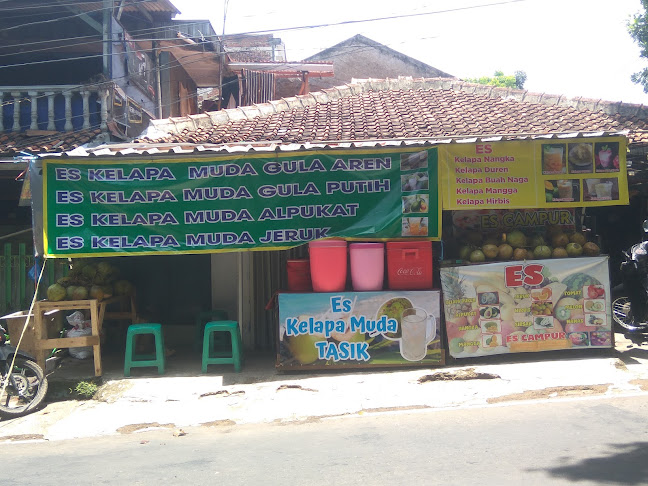 ES KELAPA MUDA GULA AREN
ES KELAPA MUDA GULA PUTIH
ES KELAPA MUDA ALPUKAT
ES KELAPA MUDA JERUK
ES
Kelapa Nangka
Kelapa Duren
Kelapa Buah Naga
Kelapa Mangga
Kelapa Hirbis
ES CAMPUR
Coca-Cola
Es
Kelapa Muda
TASIK
ES
ES CAMPUR